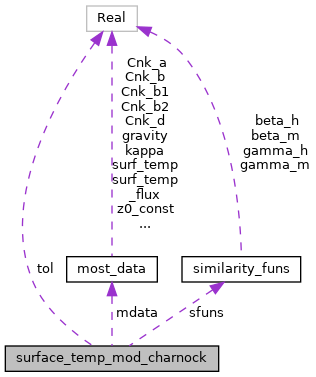 Real
Cnk_a
Cnk_b
Cnk_b1
Cnk_b2
Cnk_d
gravity
kappa
surf_temp
surf_temp
_flux
z0_const
...
beta_h
beta_m
gamma_h
gamma_m
tol
most_data
similarity_funs
mdata
sfuns
surface_temp_mod_charnock